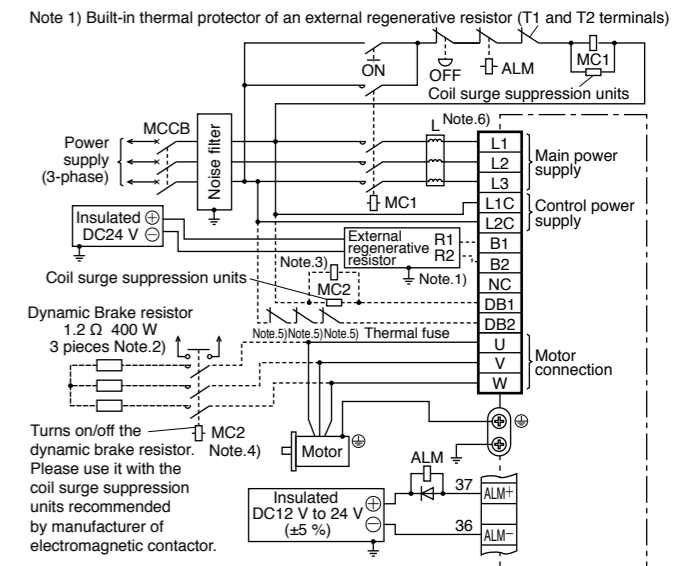 Note 1) Built-in thermal protector of an external regenerative resistor (T1 and T2 terminals)
ON
OFF
ALM
MC1
Coil surge suppression units
MCCB
Power
supply
(3-phase)
Noise filter
L
Note.6)
L1
L2
L3
L1C
L2C
B1
B2
NC
DB1
DB2
U
V
W
Main power
supply
Control power
supply
MC1
Insulated
DC24 V
External
regenerative
resistor
R1
R2
Note.1)
Note.3)
Coil surge suppression units
MC2
Dynamic Brake resistor
1.2 Ω 400 W
3 pieces Note.2)
Note.5)Note.5)Note.5) Thermal fuse
Motor
connection
Turns on/off the
dynamic brake resistor.
Please use it with the
coil surge suppression
units recommended
by manufacturer of
electromagnetic contactor.
MC2
Note.4)
Motor
ALM
37
ALM+
Insulated
DC12 V to 24 V
(±5 %)
36
ALM−